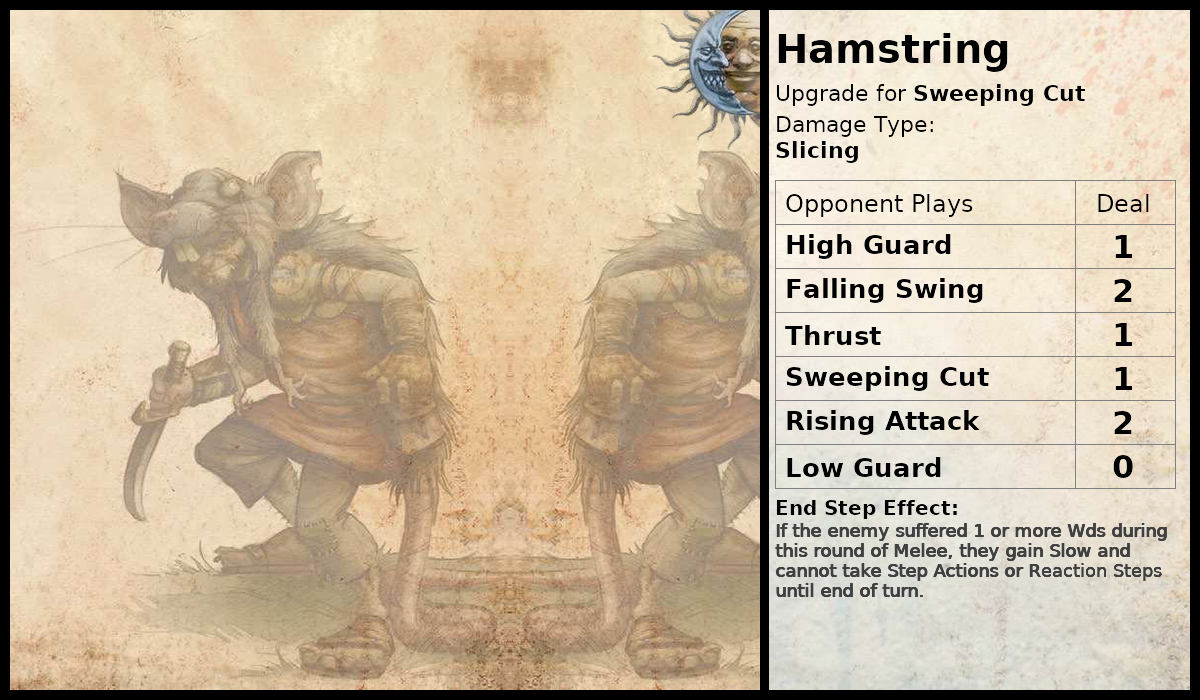 Hamstring
Upgrade for Sweeping Cut
Damage Type:
Slicing
Opponent Plays Deal
High Guard 1
Falling Swing 2
Thrust 1
Sweeping Cut 1
Rising Attack 2
Low Guard 0
End Step Effect:
If the enemy suffered 1 or more Wds during
this round of Melee, they gain Slow and
cannot take Step Actions or Reaction Steps
until end of turn.